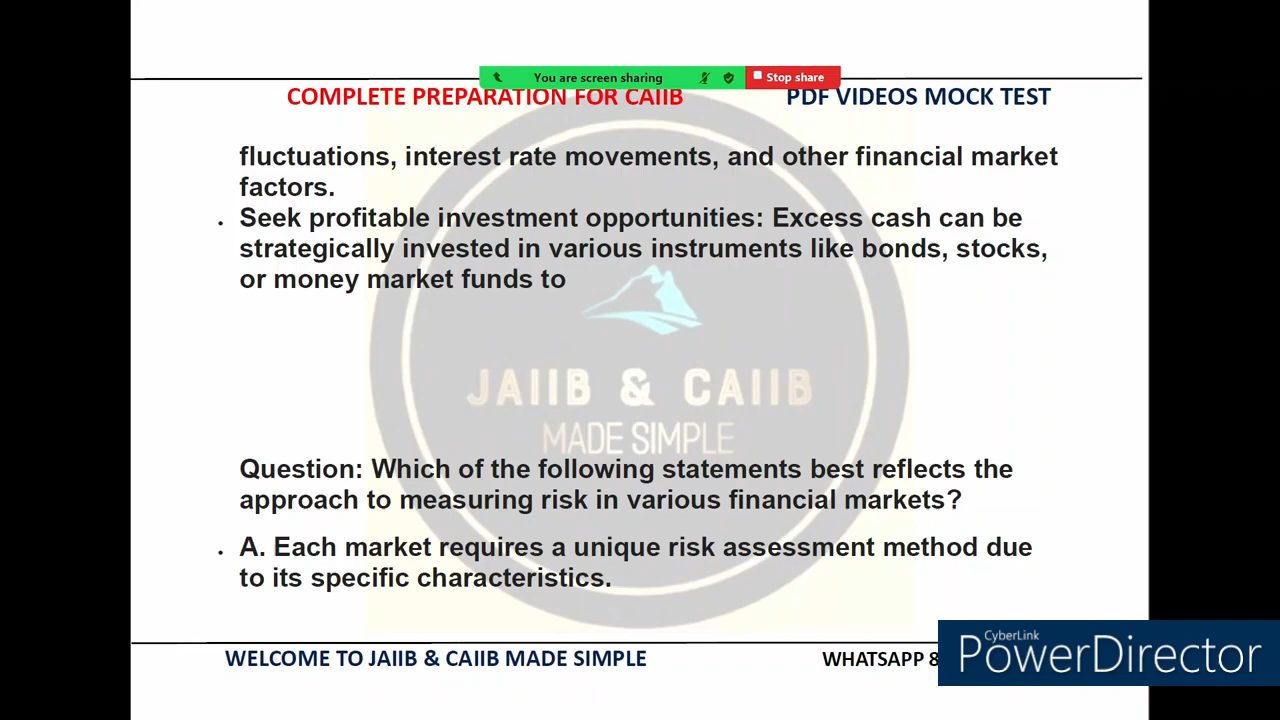 You are screen sharing Stop share
COMPLETE PREPARATION FOR CAIIB PDF VIDEOS MOCK TEST
fluctuations, interest rate movements, and other financial market
factors.
• Seek profitable investment opportunities: Excess cash can be
strategically invested in various instruments like bonds, stocks,
or money market funds to
JAIIB & CAIIB
MADE SIMPLE
Question: Which of the following statements best reflects the
approach to measuring risk in various financial markets?
• A. Each market requires a unique risk assessment method due
to its specific characteristics.
WELCOME TO JAIIB & CAIIB MADE SIMPLE WHATSAPP 8
CyberLink
PowerDirector